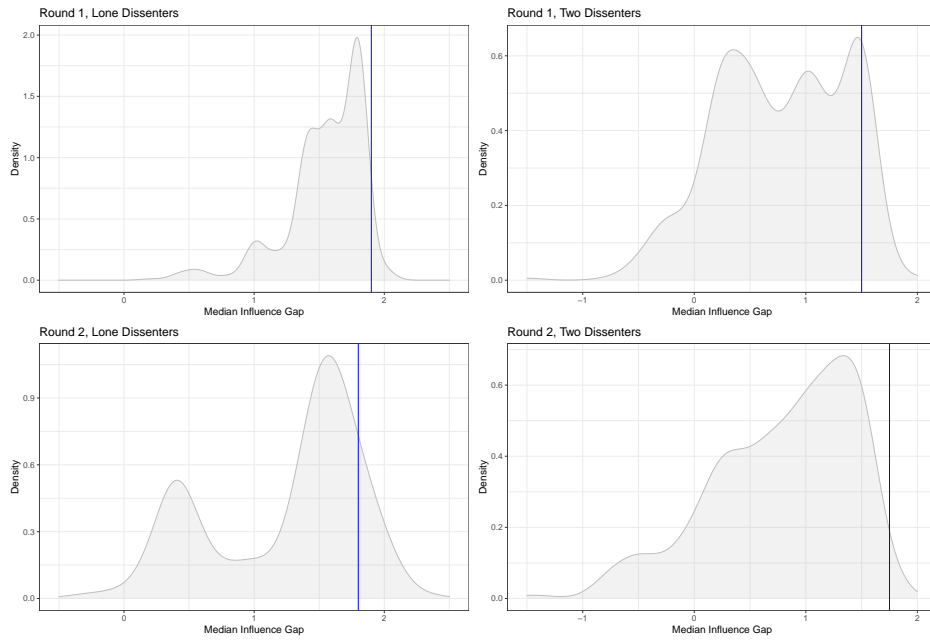 Round 1, Lone Dissenters
2.0
1.5
1.0
0.5
0.0
Density
0 1 2
Median Influence Gap
Round 1, Two Dissenters
0.6
0.4
0.2
0.0
Density
−1 0 1 2
Median Influence Gap
Round 2, Lone Dissenters
0.9
0.6
0.3
0.0
Density
0 1 2
Median Influence Gap
Round 2, Two Dissenters
0.6
0.4
0.2
0.0
Density
−1 0 1 2
Median Influence Gap